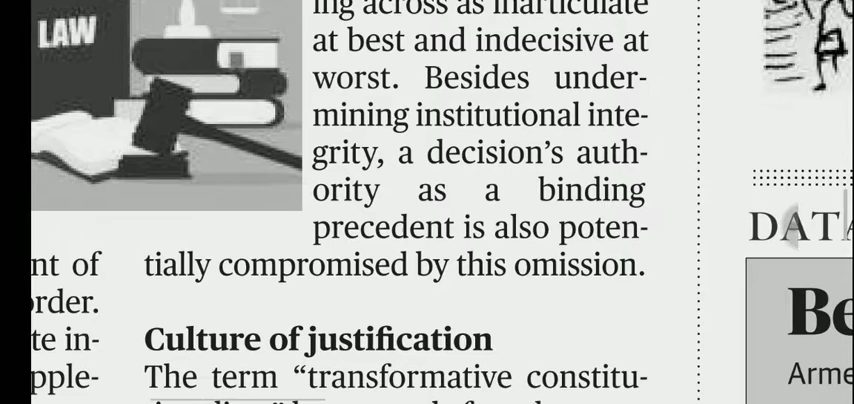 LAW
ing across as inarticulate
at best and indecisive at
worst. Besides under-
mining institutional inte-
grity, a decision's auth-
ority as a binding
precedent is also poten-
tially compromised by this omission.
Culture of justification
The term “transformative constitu-
nt of
order.
te in-
pple-
DATA
Be
Arme